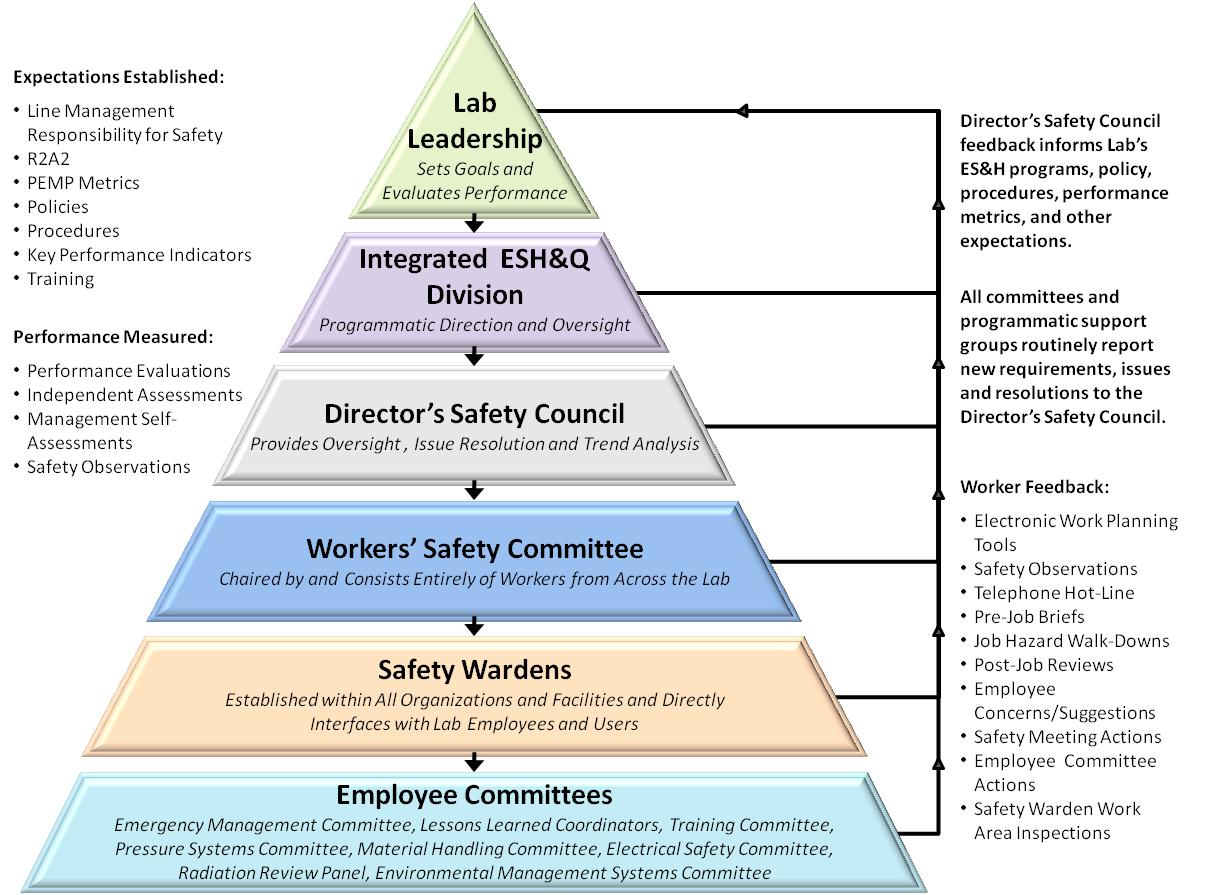 Expectations Established:
• Line Management
Responsibility for Safety
• R2A2
• PEMP Metrics
• Policies
• Procedures
• Key Performance Indicators
• Training
Performance Measured:
• Performance Evaluations
• Independent Assessments
• Management Self-
Assessments
• Safety Observations
Lab
Leadership
Sets Goals and
Evaluates Performance
Integrated ESH&Q
Division
Programmatic Direction and Oversight
Director's Safety Council
Provides Oversight , Issue Resolution and Trend Analysis
Workers' Safety Committee
Chaired by and Consists Entirely of Workers from Across the Lab
Safety Wardens
Established within All Organizations and Facilities and Directly
Interfaces with Lab Employees and Users
Employee Committees
Emergency Management Committee, Lessons Learned Coordinators, Training Committee,
Pressure Systems Committee, Material Handling Committee, Electrical Safety Committee,
Radiation Review Panel, Environmental Management Systems Committee
Director's Safety Council
feedback informs Lab's
ES&H programs, policy,
procedures, performance
metrics, and other
expectations.
All committees and
programmatic support
groups routinely report
new requirements, issues
and resolutions to the
Director's Safety Council.
Worker Feedback:
• Electronic Work Planning
Tools
• Safety Observations
• Telephone Hot-Line
• Pre-Job Briefs
• Job Hazard Walk-Downs
• Post-Job Reviews
• Employee
Concerns/Suggestions
• Safety Meeting Actions
• Employee Committee
Actions
• Safety Warden Work
Area Inspections